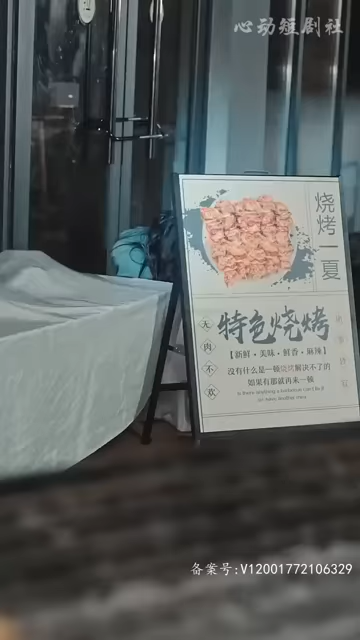 心动短剧社
烧烤一夏
无肉不欢
特色烧烤
【新鲜·美味·鲜香·麻辣】
没有什么是一顿烧烤解决不了的
如果有那就再来一顿
备案号:V12001772106329